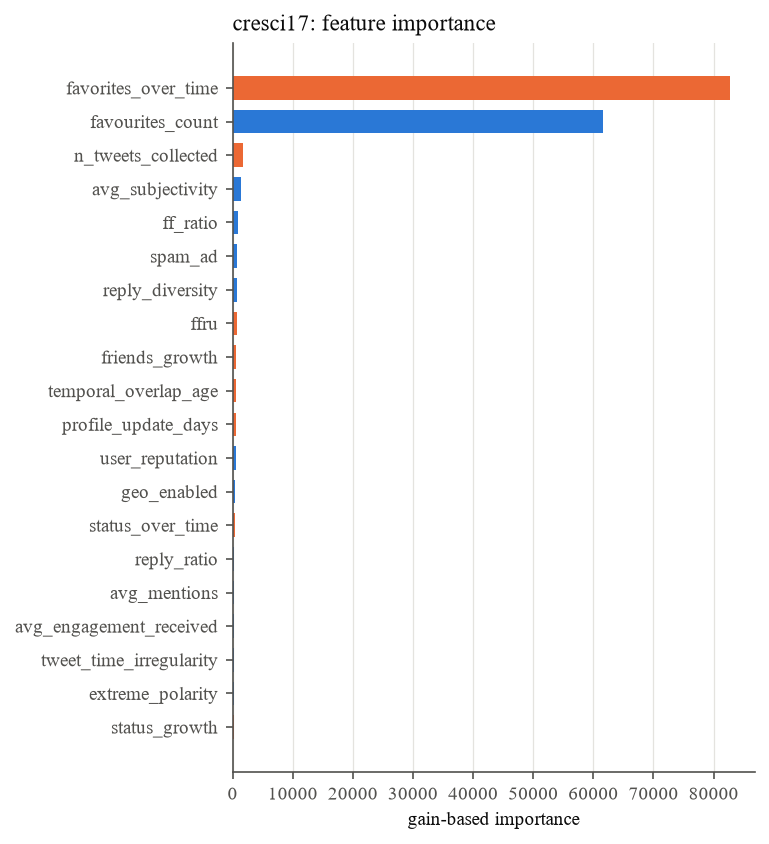 cresci17: feature importance
favorites_over_time
favourites_count
n_tweets_collected
avg_subjectivity
ff_ratio
spam_ad
reply_diversity
ffru
friends_growth
temporal_overlap_age
profile_update_days
user_reputation
geo_enabled
status_over_time
reply_ratio
avg_mentions
avg_engagement_received
tweet_time_irregularity
extreme_polarity
status_growth
0 10000 20000 30000 40000 50000 60000 70000 80000
gain-based importance